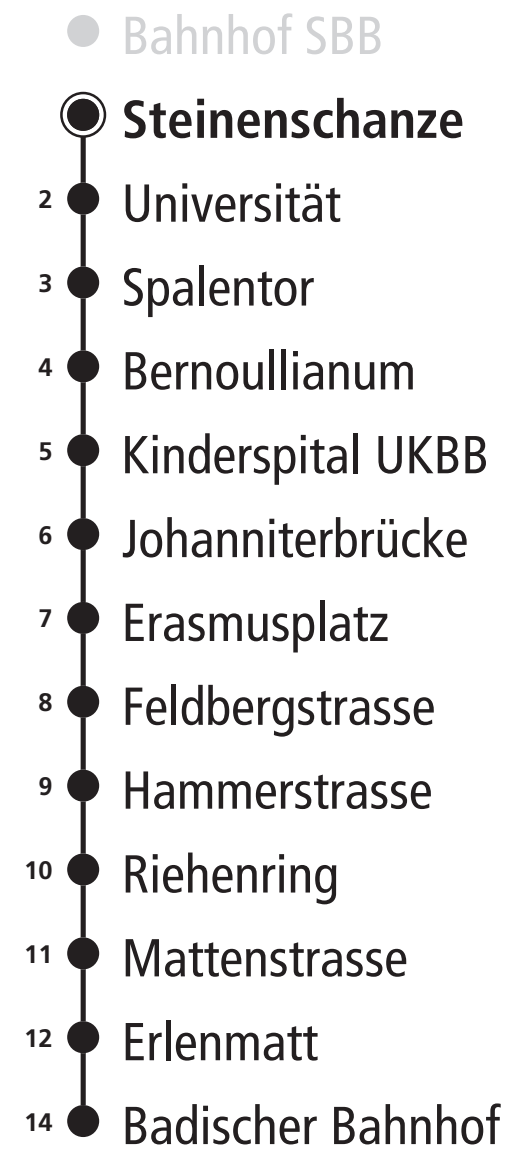 Bahnhof SBB
Steinenschanze
2 Universität
3 Spalentor
4 Bernoullianum
5 Kinderspital UKBB
6 Johanniterbrücke
7 Erasmusplatz
8 Feldbergstrasse
9 Hammerstrasse
10 Riehenring
11 Mattenstrasse
12 Erlenmatt
14 Badischer Bahnhof